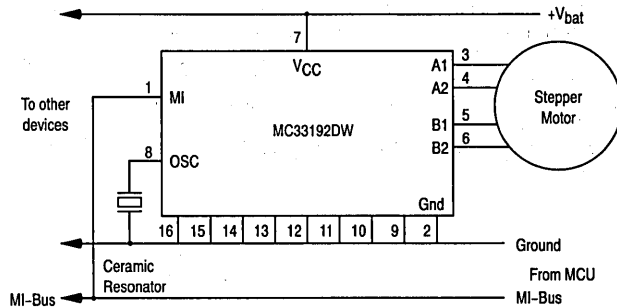 +Vbat
7
VCC
1
MI
A1
3
A2
4
To other
devices
MC33192DW
Stepper
Motor
B1
5
B2
6
8
OSC
Gnd
16 15 14 13 12 11 10 9 2
Ground
Ceramic
Resonator
From MCU
MI-Bus
MI-Bus